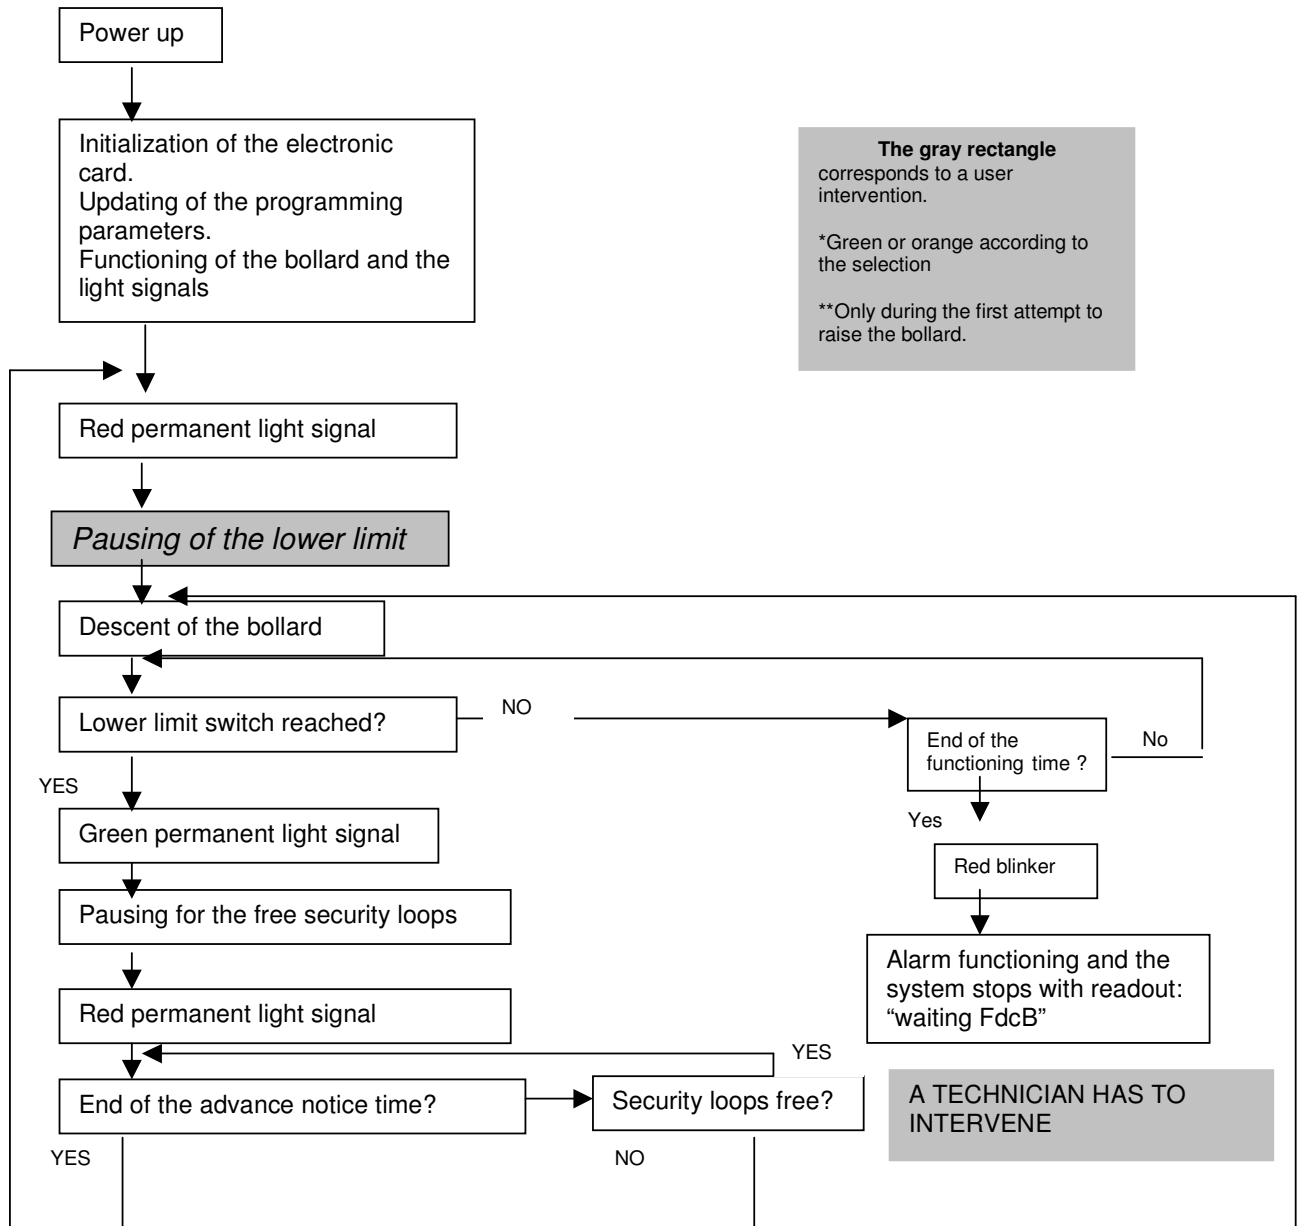 Power up
Initialization of the electronic
card.
Updating of the programming
parameters.
Functioning of the bollard and the
light signals
The gray rectangle
corresponds to a user
intervention.
*Green or orange according to
the selection
**Only during the first attempt to
raise the bollard.
Red permanent light signal
Pausing of the lower limit
Descent of the bollard
Lower limit switch reached?
NO
End of the
functioning time ?
No
YES
Yes
Green permanent light signal
Red blinker
Pausing for the free security loops
Alarm functioning and the
system stops with readout:
“waiting FdcB”
Red permanent light signal
YES
End of the advance notice time?
Security loops free?
A TECHNICIAN HAS TO
INTERVENE
YES
NO